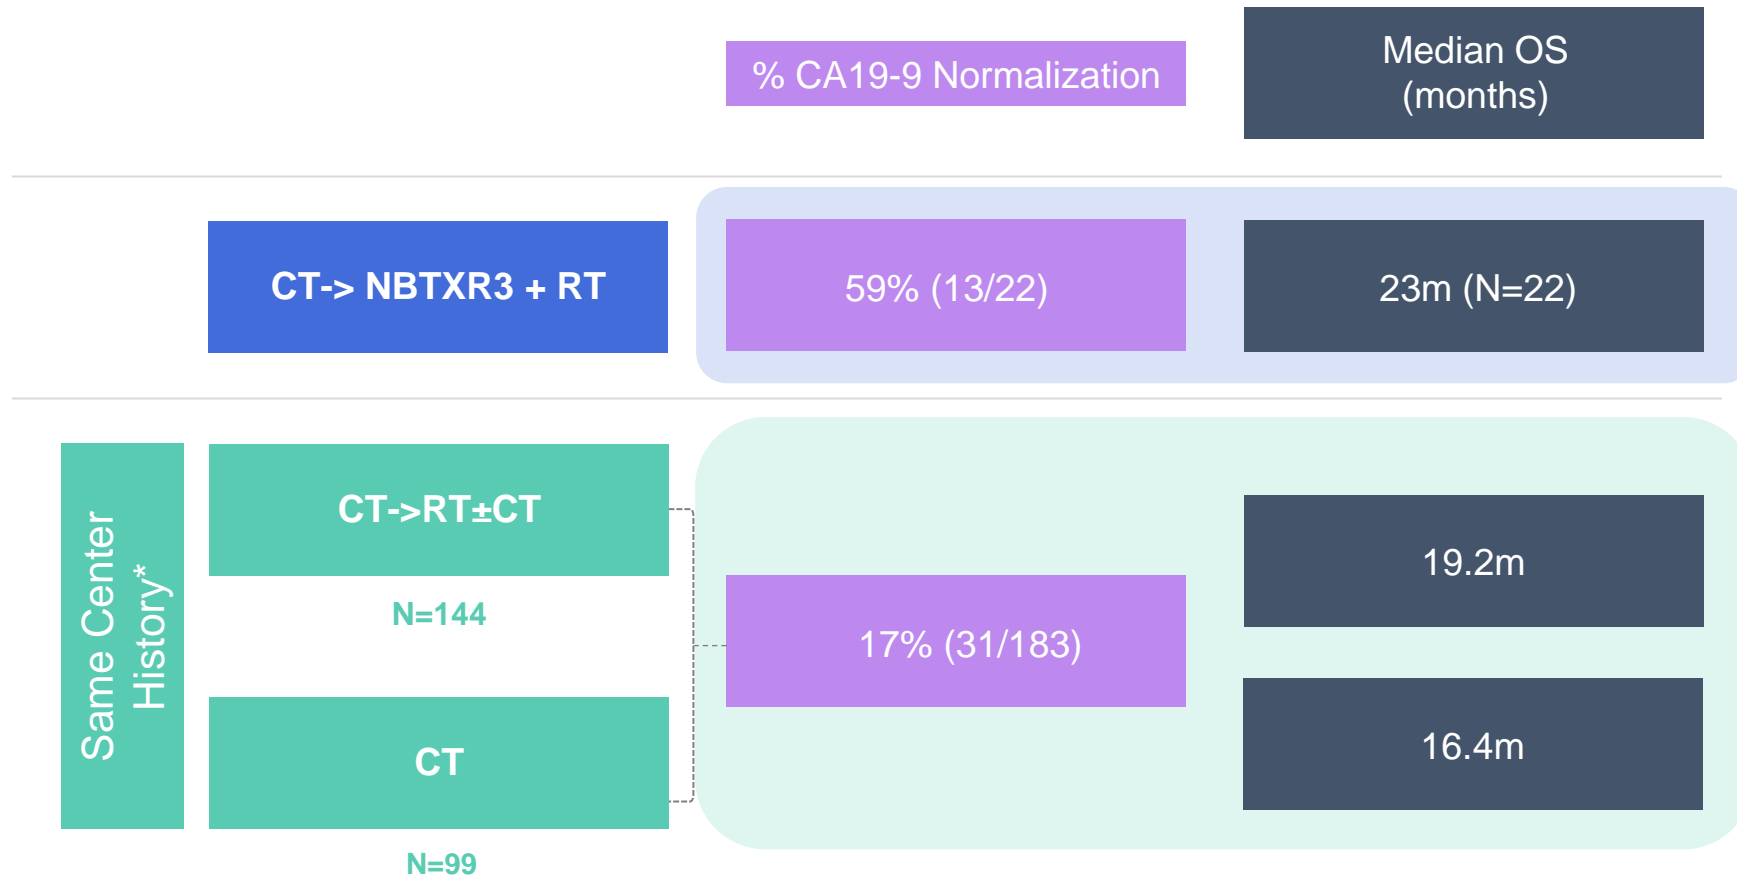 % CA19-9 Normalization
Median OS
(months)
CT-> NBTXR3 + RT
59% (13/22)
23m (N=22)
Same Center
History*
CT->RT±CT
N=144
CT
N=99
17% (31/183)
19.2m
16.4m